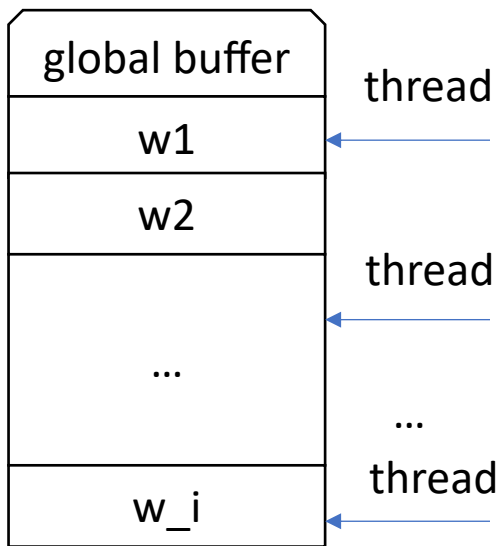 global buffer
thread
w1
w2
thread
...
...
thread
w_i